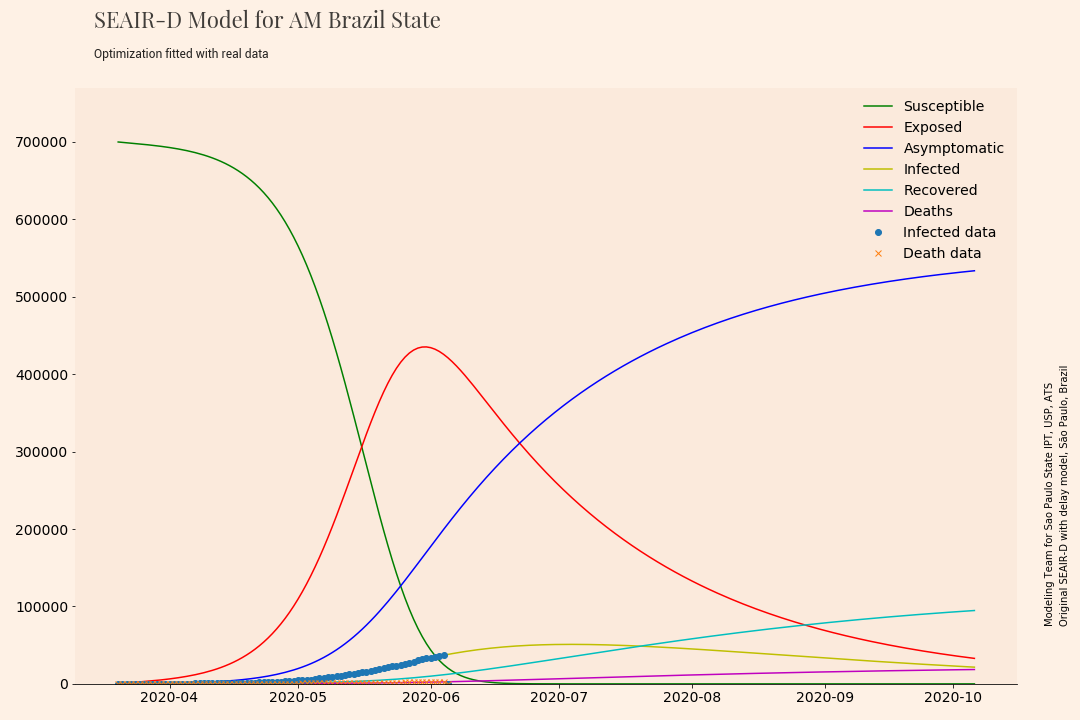 SEAIR-D Model for AM Brazil State
Optimization fitted with real data
Susceptible
Exposed
Asymptomatic
Infected
Recovered
Deaths
Infected data
Death data
700000
600000
500000
400000
300000
200000
100000
0
2020-04
2020-05
2020-06
2020-07
2020-08
2020-09
2020-10
Modeling Team for Sao Paulo State IPT, USP, ATS
Original SEAIR-D with delay model, São Paulo, Brazil